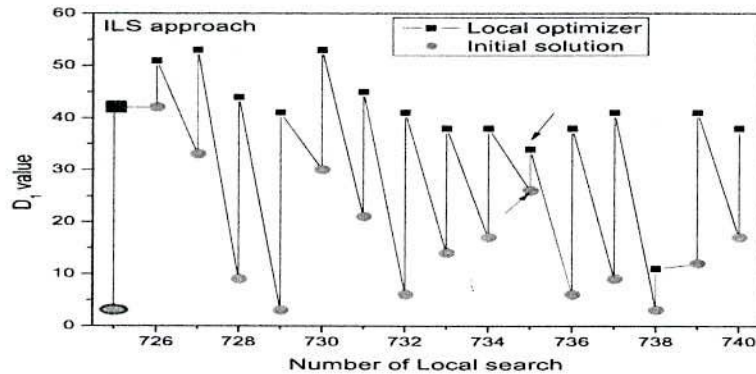 ILS approach
Local optimizer
Initial solution
60
50
40
30
20
10
0
D1 value
726 728 730 732 734 736 738 740
Number of Local search